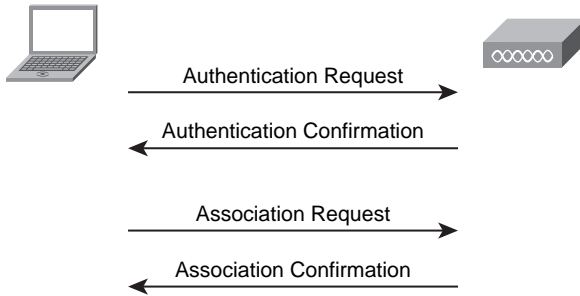 Authentication Request
Authentication Confirmation
Association Request
Association Confirmation